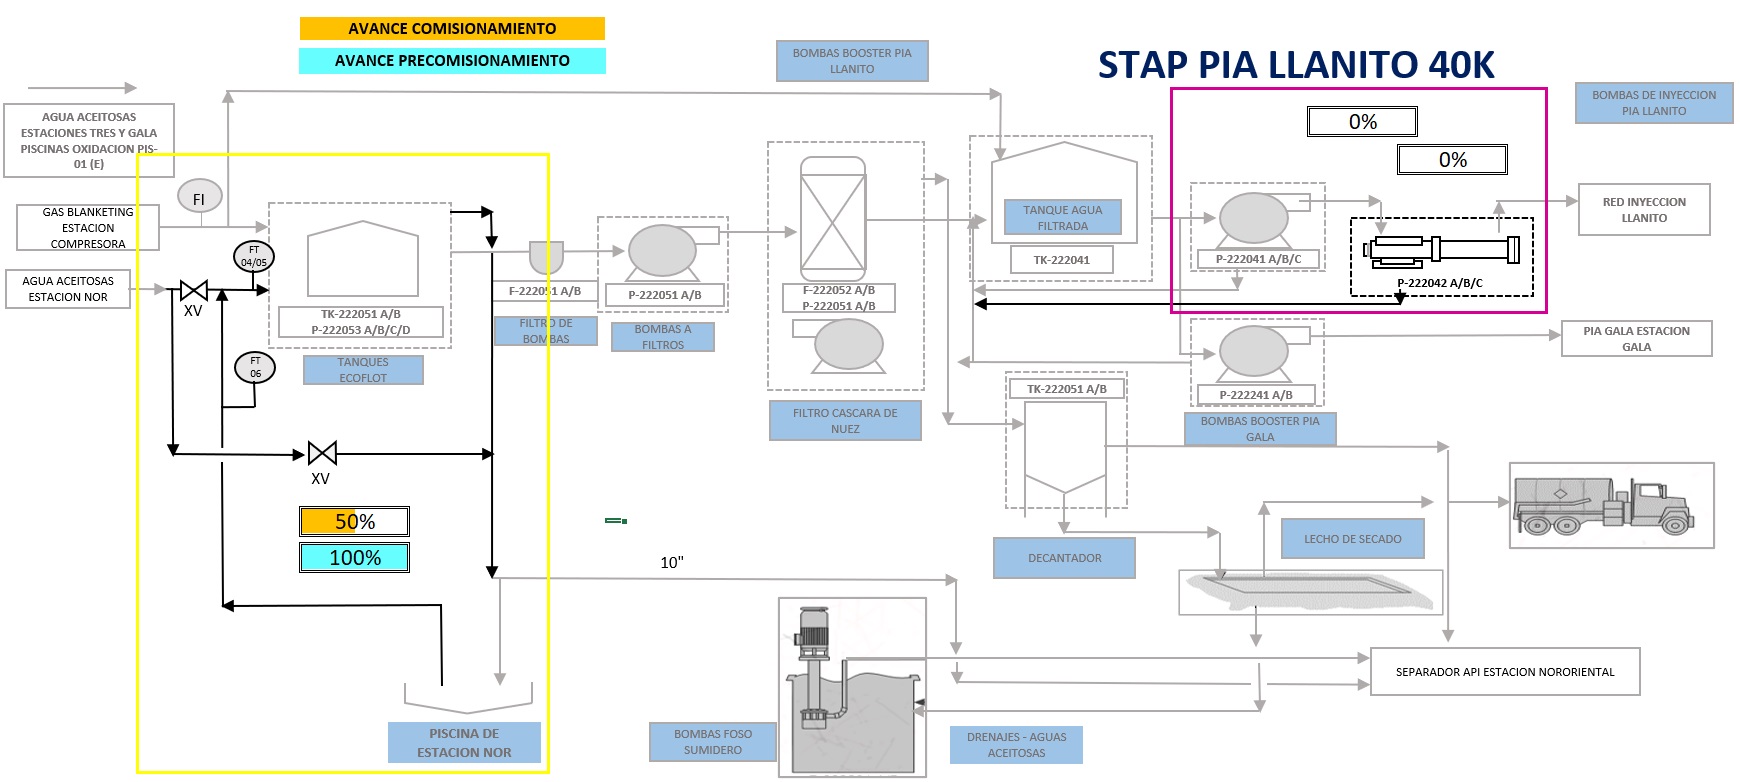 AVANCE COMISIONAMIENTO
AVANCE PRECOMISIONAMIENTO
BOMBAS BOOSTER PIA
LLANITO
STAP PIA LLANITO 40K
BOMBAS DE INYECCION
PIA LLANITO
AGUA ACEITOSAS
ESTACIONES TRES Y GALA
PISCINAS OXIDACION PIS-
01 (E)
0%
0%
FI
GAS BLANKETING
ESTACION
COMPRESORA
TANQUE AGUA
FILTRADA
RED INYECCION
LLANITO
FT
04/05
TK-222041
P-222041 A/B/C
AGUA ACEITOSAS
ESTACION NOR
XV
F-222051 A/B
P-222051 A/B
F-222052 A/B
P-222051 A/B
P-222042 A/B/C
TK-222051 A/B
P-222053 A/B/C/D
FILTRO DE
BOMBAS
BOMBAS A
FILTROS
PIA GALA ESTACION
GALA
TANQUES
ECOFLOT
FT
06
TK-222051 A/B
P-222241 A/B
FILTRO CASCARA DE
NUEZ
BOMBAS BOOSTER PIA
GALA
XV
50%
100%
10"
DECANTADOR
LECHO DE SECADO
SEPARADOR API ESTACION NORORIENTAL
PISCINA DE
ESTACION NOR
BOMBAS FOSO
SUMIDERO
DRENAJES - AGUAS
ACEITOSAS